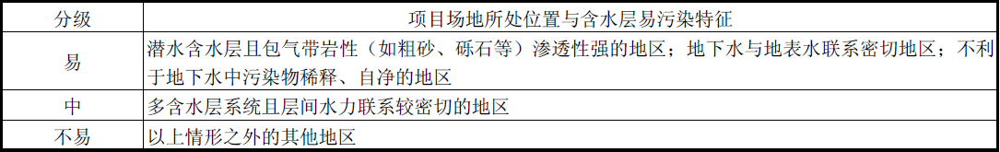 分级 项目场地所处位置与含水层易污染特征
易 潜水含水层且包气带岩性（如粗砂、砾石等）渗透性强的地区；地下水与地表水联系密切地区；不利
于地下水中污染物稀释、自净的地区
中 多含水层系统且层间水力联系较密切的地区
不易 以上情形之外的其他地区